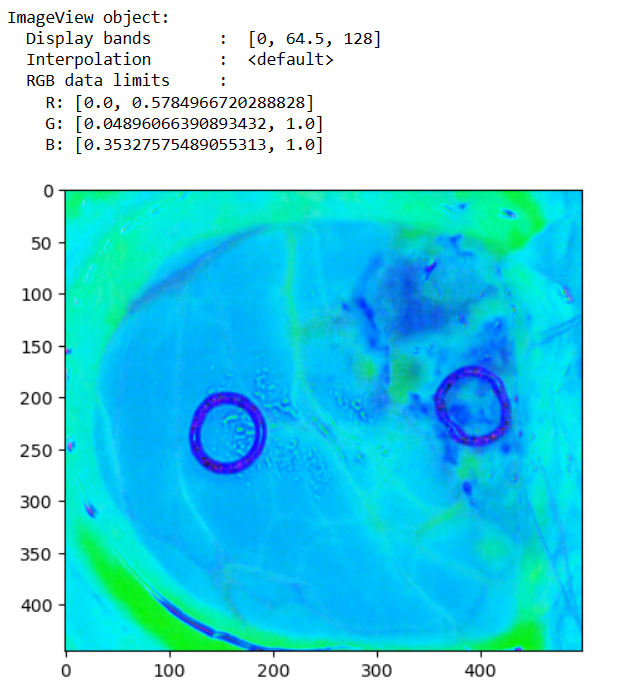 ImageView object:
Display bands : [0, 64.5, 128]
Interpolation : <default>
RGB data limits :
R: [0.0, 0.5784966720288828]
G: [0.04896066390893432, 1.0]
B: [0.35327575489055313, 1.0]
0
50
100
150
200
250
300
350
400
0 100 200 300 400